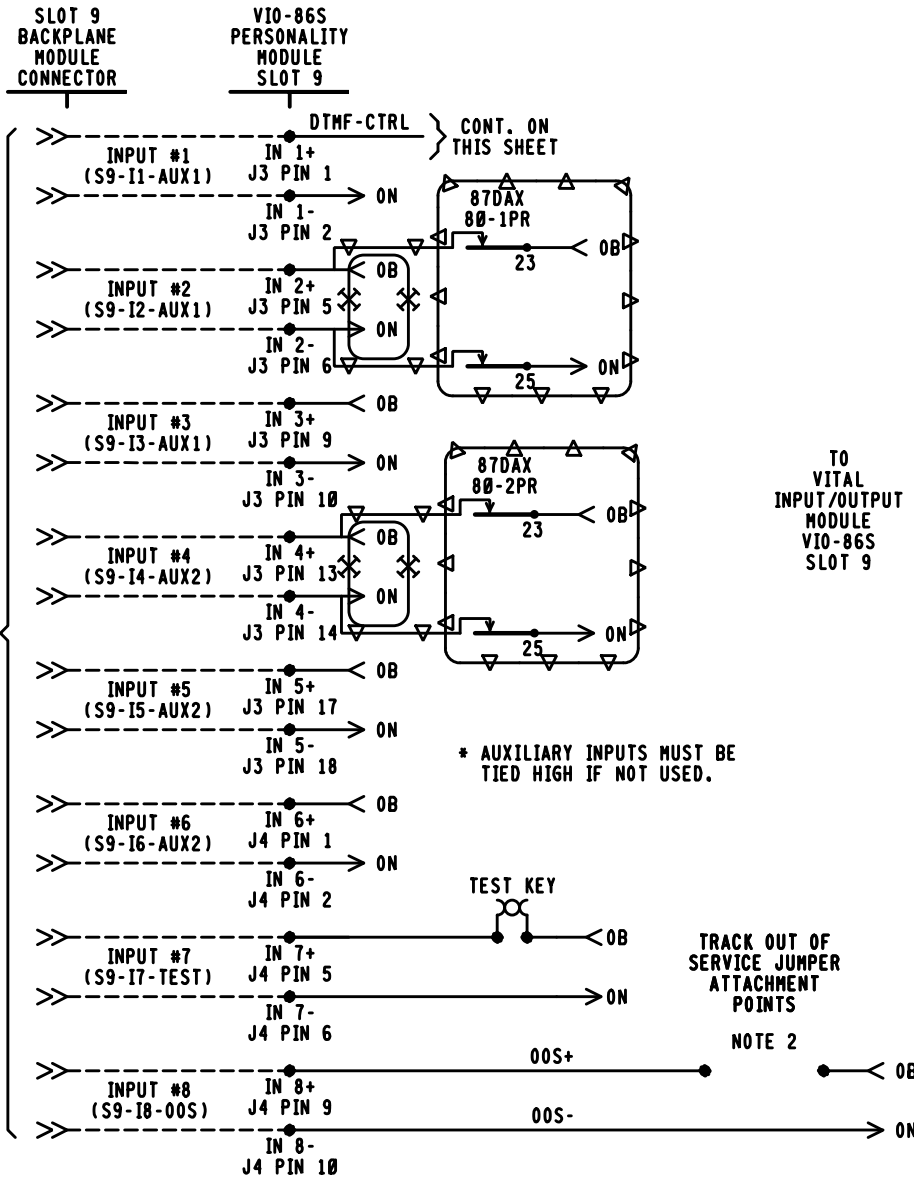 SLOT 9
BACKPLANE
MODULE
CONNECTOR
VIO-86S
PERSONALITY
MODULE
SLOT 9
DTMF-CTRL
CONT. ON
THIS SHEET
INPUT #1
(S9-I1-AUX1)
IN 1+
J3 PIN 1
ON
IN 1-
J3 PIN 2
87DAX
80-1PR
23
OB
INPUT #2
(S9-I2-AUX1)
OB
IN 2+
J3 PIN 5
ON
IN 2-
J3 PIN 6
25
ON
INPUT #3
(S9-I3-AUX1)
OB
IN 3+
J3 PIN 9
ON
IN 3-
J3 PIN 10
87DAX
80-2PR
23
OB
INPUT #4
(S9-I4-AUX2)
OB
IN 4+
J3 PIN 13
ON
IN 4-
J3 PIN 14
25
ON
TO
VITAL
INPUT/OUTPUT
MODULE
VIO-86S
SLOT 9
INPUT #5
(S9-I5-AUX2)
OB
IN 5+
J3 PIN 17
ON
IN 5-
J3 PIN 18
* AUXILIARY INPUTS MUST BE
TIED HIGH IF NOT USED.
INPUT #6
(S9-I6-AUX2)
OB
IN 6+
J4 PIN 1
ON
IN 6-
J4 PIN 2
TEST KEY
OB
INPUT #7
(S9-I7-TEST)
IN 7+
J4 PIN 5
ON
IN 7-
J4 PIN 6
TRACK OUT OF
SERVICE JUMPER
ATTACHMENT
POINTS
NOTE 2
OOS+
OB
INPUT #8
(S9-I8-OOS)
IN 8+
J4 PIN 9
OOS-
ON
IN 8-
J4 PIN 10